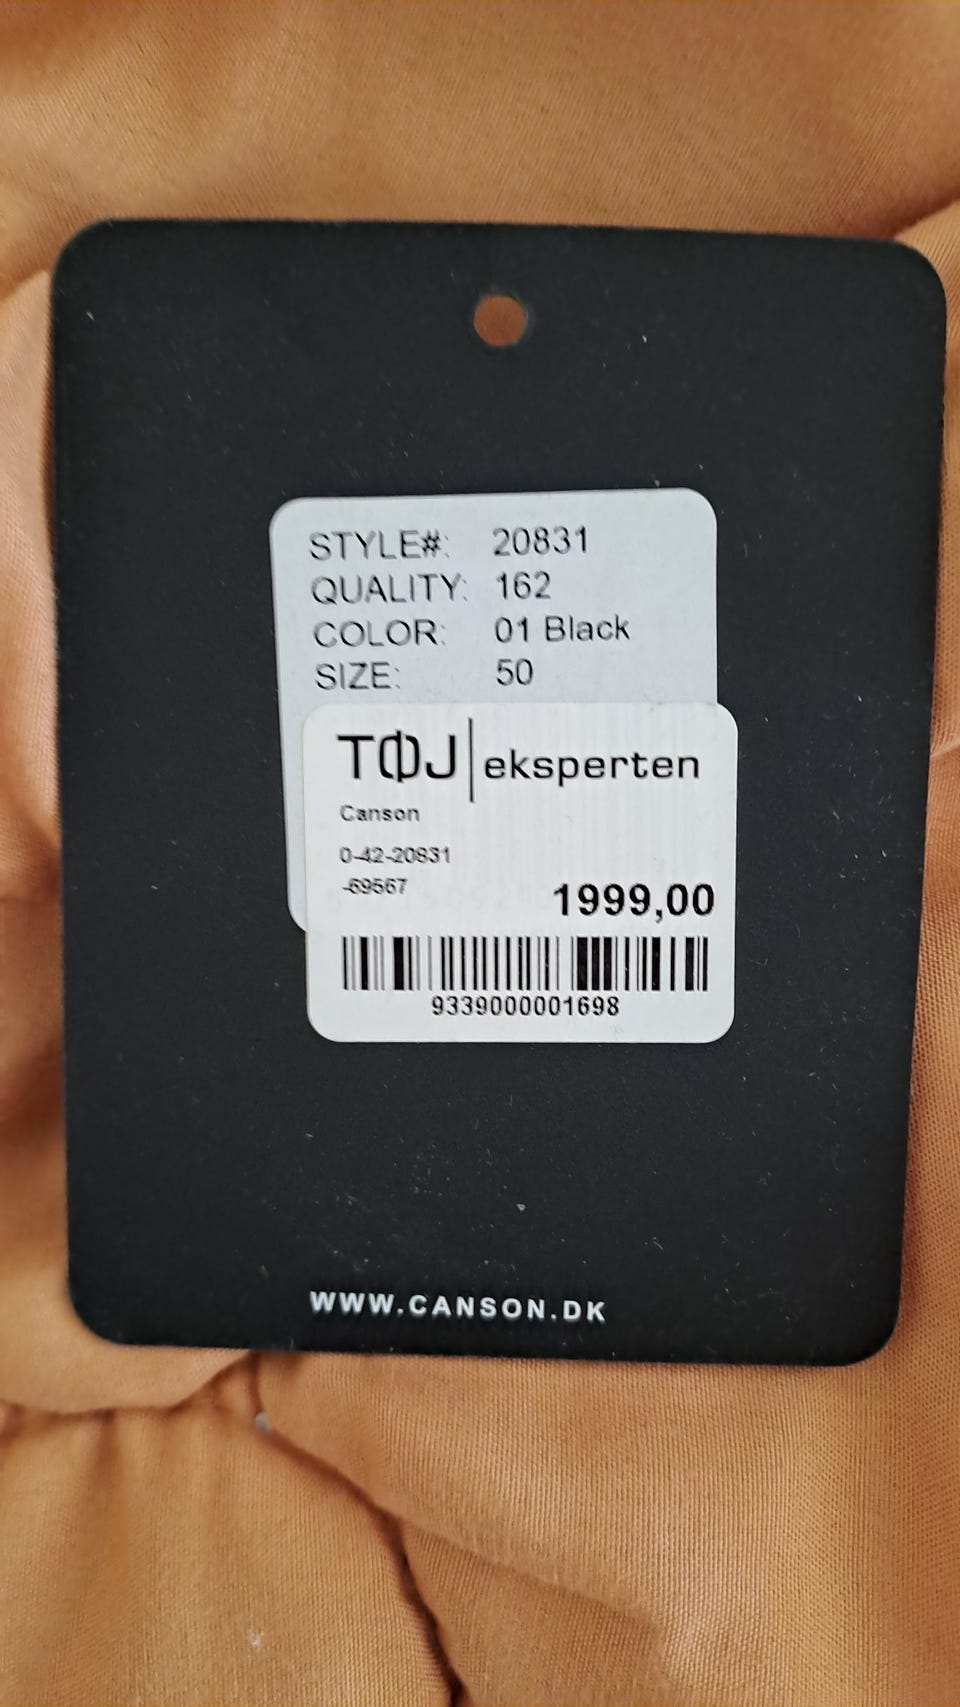 STYLE#: 20831
QUALITY: 162
COLOR: 01 Black
SIZE: 50
TØJ|eksperten
Canson
0-42-20831
-69567
1999,00
9339000001698
WWW.CANSON.DK